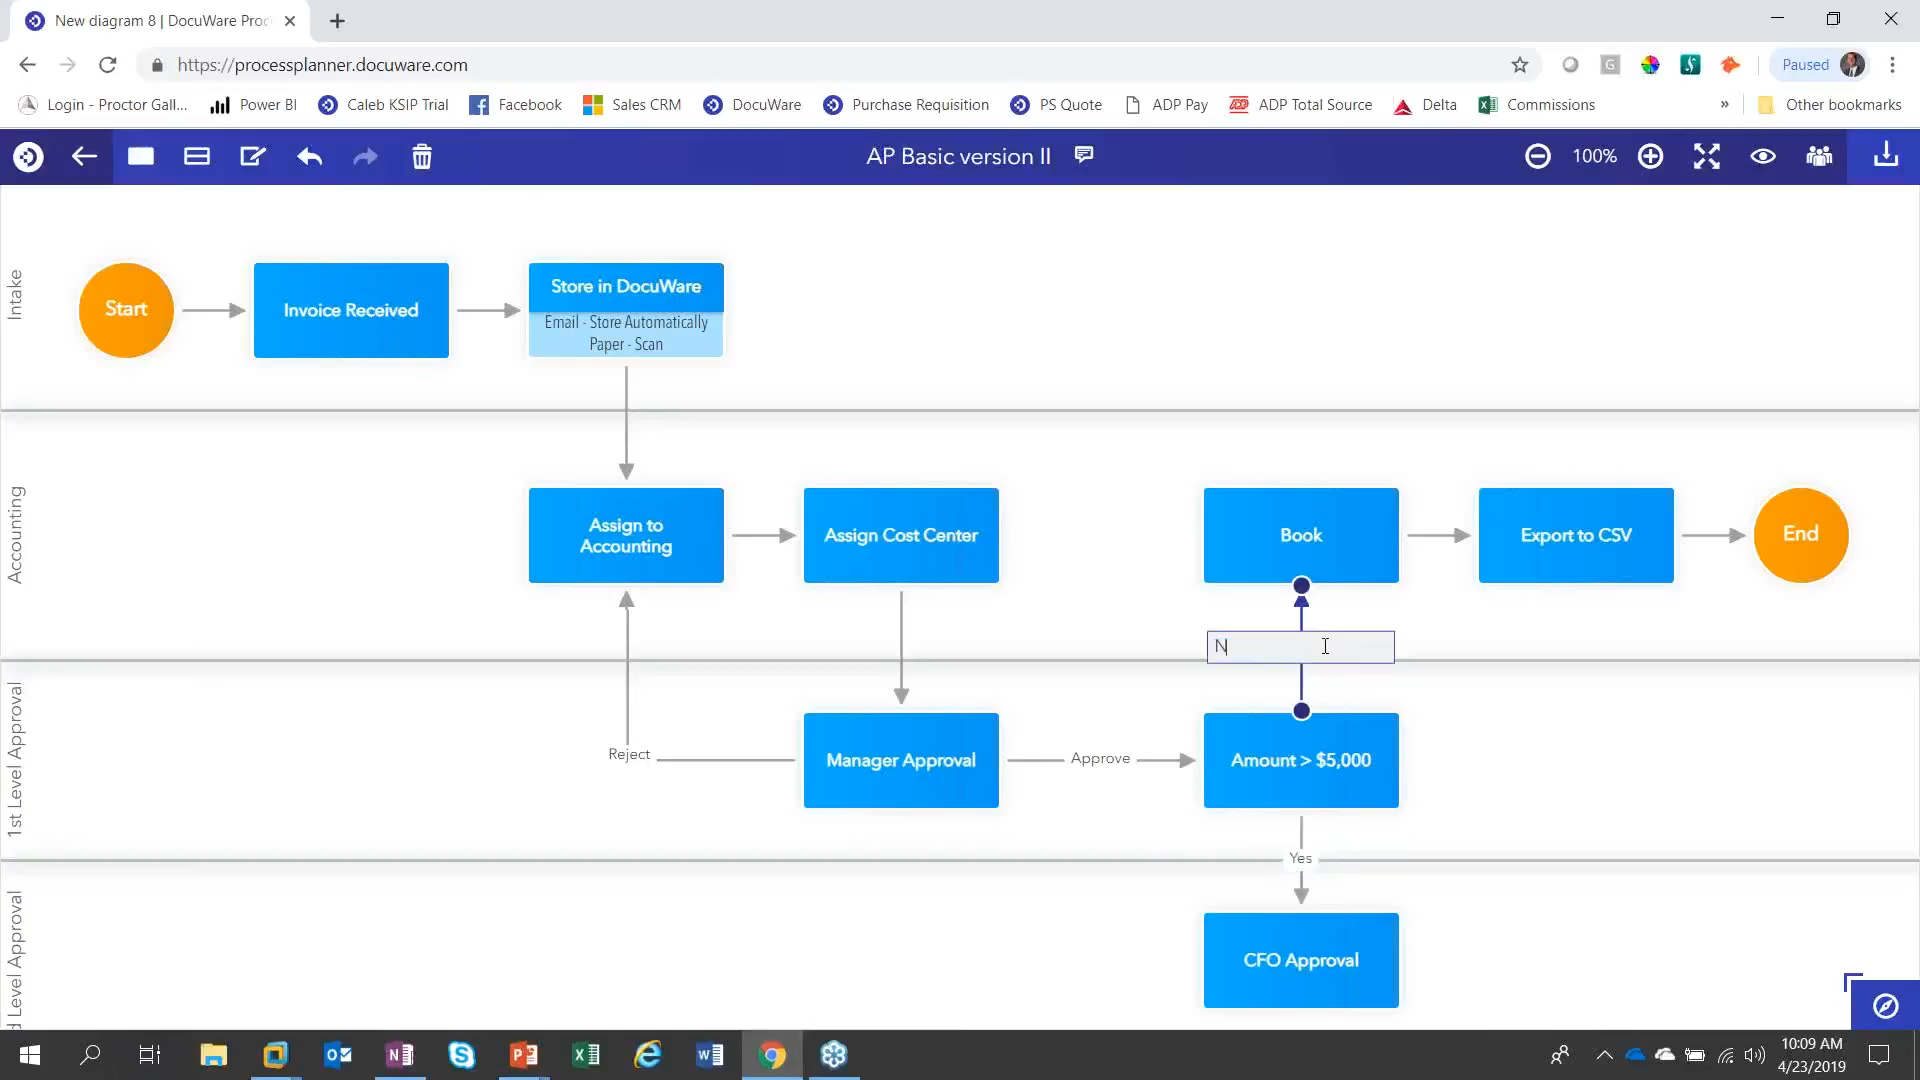 New diagram 8 | DocuWare Proc
https://processplanner.docuware.com
G
Paused
Login - Proctor Gall...
Power BI
Caleb KSIP Trial
Facebook
Sales CRM
DocuWare
Purchase Requisition
PS Quote
ADP Pay
ADP Total Source
Delta
Commissions
»
Other bookmarks
AP Basic version II
100%
Intake
Start
Invoice Received
Store in DocuWare
Email - Store Automatically
Paper - Scan
Accounting
Assign to
Accounting
Assign Cost Center
Book
Export to CSV
End
N
1st Level Approval
Reject
Manager Approval
Approve
Amount > $5,000
Yes
d Level Approval
CFO Approval
10:09 AM
4/23/2019